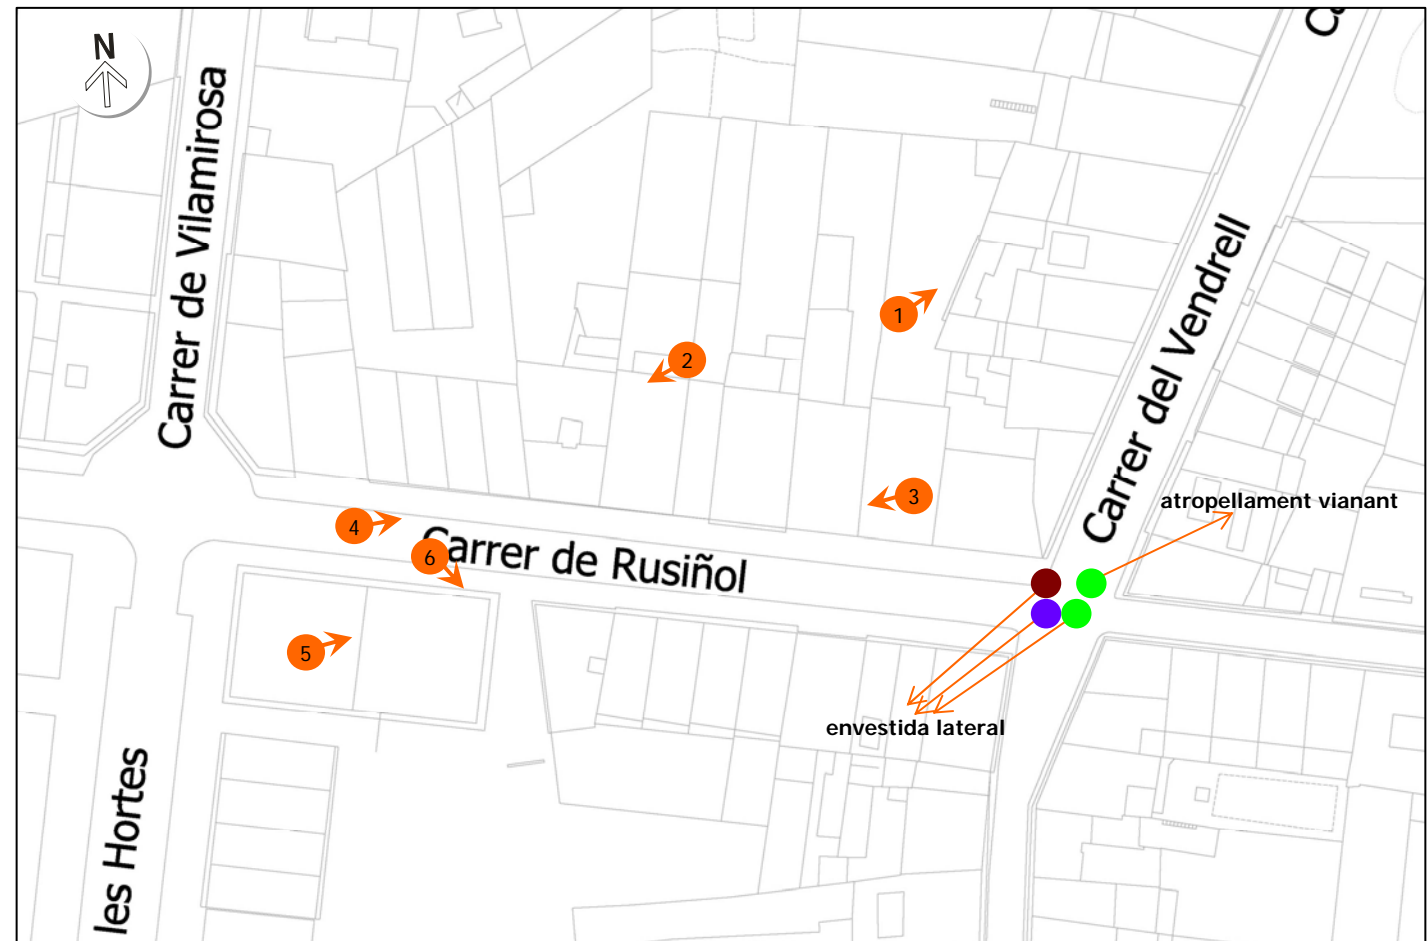 N
Carrer de Vilamirosa
Ca
1
2
Carrer del Vendrell
3
atropellament vianant
4
6
Carrer de Rusiñol
5
envestida lateral
les Hortes